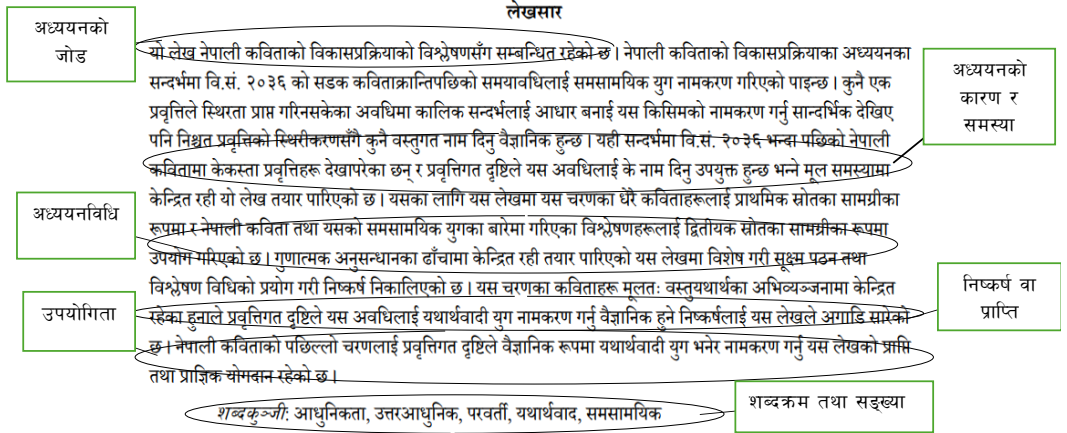 लेखसार
अध्ययनको
जोड
यो लेख नेपाली कविताको विकासप्रक्रियाको विश्लेषणसँग सम्बन्धित रहेको छ। नेपाली कविताको विकासप्रक्रियाका अध्ययनका
सन्दर्भमा वि.सं. २०३६ को सडक कविताक्रान्तिपछिको समयावधिलाई समसामयिक युग नामकरण गरिएको पाइन्छ। कुनै एक
प्रवृत्तिले स्थिरता प्राप्त गरिनसकेका अवधिमा कालिक सन्दर्भलाई आधार बनाई यस किसिमको नामकरण गर्नु सान्दर्भिक देखिए
पनि निश्चत प्रवृत्तिको स्थिरीकरणसँगै कुनै वस्तुगत नाम दिनु वैज्ञानिक हुन्छ। यही सन्दर्भमा वि.सं. २०३६ भन्दा पछिको नेपाली
कवितामा केकस्ता प्रवृत्तिहरू देखापरेका छन् र प्रवृत्तिगत दृष्टिले यस अवधिलाई के नाम दिनु उपयुक्त हुन्छ भन्ने मूल समस्यामा
केन्द्रित रही यो लेख तयार पारिएको छ। यसका लागि यस लेखमा यस चरणका धेरै कविताहरूलाई प्राथमिक स्रोतका सामग्रीका
रूपमा र नेपाली कविता तथा यसको समसामयिक युगका बारेमा गरिएका विश्लेषणहरूलाई द्वितीयक स्रोतका सामग्रीका रूपमा
उपयोग गरिएको छ। गुणात्मक अनुसन्धानका ढाँचामा केन्द्रित रही तयार पारिएको यस लेखमा विशेष गरी सूक्ष्म पठन तथा
विश्लेषण विधिको प्रयोग गरी निष्कर्ष निकालिएको छ। यस चरणका कविताहरू मूलतः वस्तुयथार्थका अभिव्यञ्जनामा केन्द्रित
रहेका हुनाले प्रवृत्तिगत दृष्टिले यस अवधिलाई यथार्थवादी युग नामकरण गर्नु वैज्ञानिक हुने निष्कर्षलाई यस लेखले अगाडि सारेको
छ। नेपाली कविताको पछिल्लो चरणलाई प्रवृत्तिगत दृष्टिले वैज्ञानिक रूपमा यथार्थवादी युग भनेर नामकरण गर्नु यस लेखको प्राप्ति
तथा प्राज्ञिक योगदान रहेको छ।
अध्ययनको
कारण र
समस्या
अध्ययनविधि
निष्कर्ष वा
प्राप्ति
उपयोगिता
शब्दकुञ्जी: आधुनिकता, उत्तरआधुनिक, परवर्ती, यथार्थवाद, समसामयिक
शब्दक्रम तथा सङ्ख्या